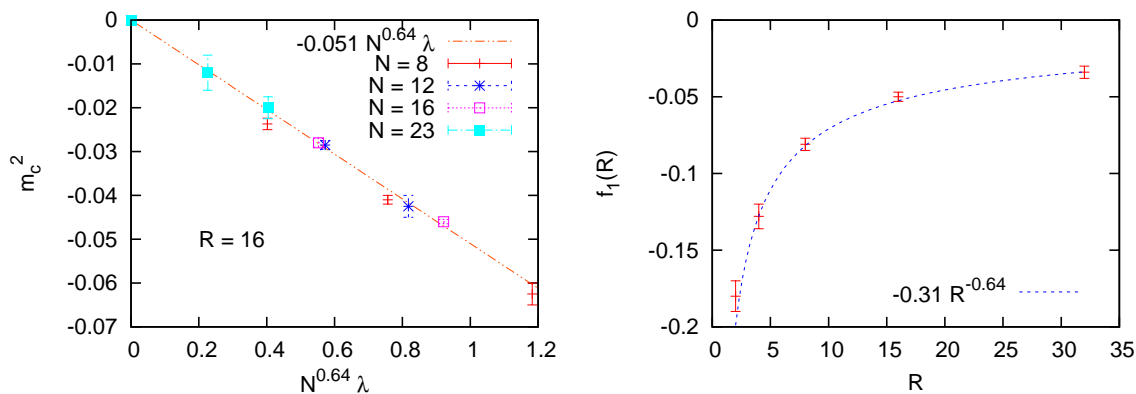 0
-0.01
-0.02
-0.03
-0.04
-0.05
-0.06
-0.07
0
0.2
0.4
0.6
0.8
1
1.2
m_c^2
N^0.64 λ
-0.051 N^0.64 λ
N = 8
N = 12
N = 16
N = 23
R = 16
0
-0.05
-0.1
-0.15
-0.2
0
5
10
15
20
25
30
35
f_1(R)
R
-0.31 R^-0.64